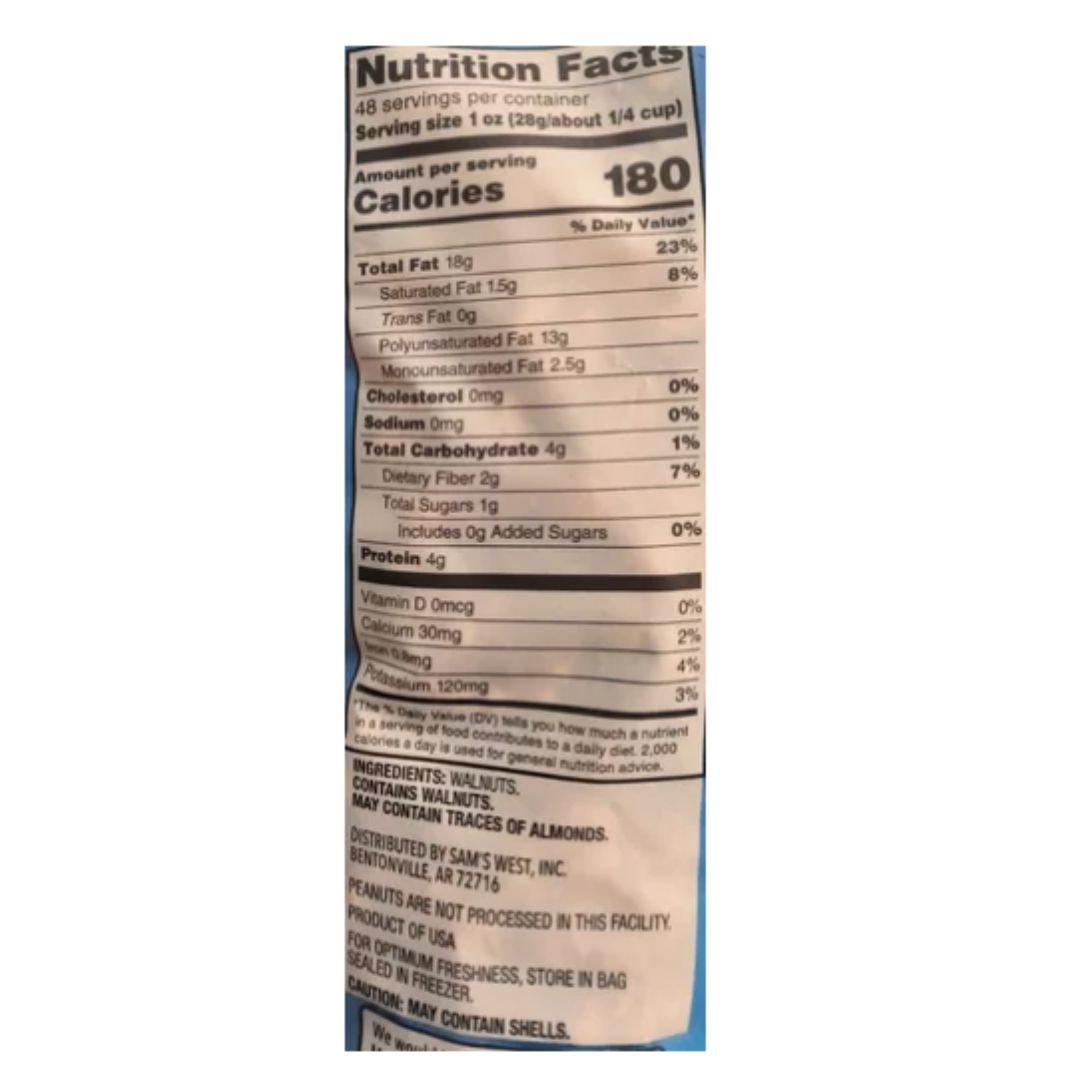 Nutrition Facts
48 servings per container
Serving size 1 oz (28g/about 1/4 cup)
Amount per serving
Calories 180
% Daily Value*
Total Fat 18g 23%
Saturated Fat 1.5g 8%
Trans Fat 0g
Polyunsaturated Fat 13g
Monounsaturated Fat 2.5g
Cholesterol 0mg 0%
Sodium 0mg 0%
Total Carbohydrate 4g 1%
Dietary Fiber 2g 7%
Total Sugars 1g
Includes 0g Added Sugars 0%
Protein 4g
Vitamin D 0mcg 0%
Calcium 30mg 2%
Iron 0.8mg 4%
Potassium 120mg 3%
*The % Daily Value (DV) tells you how much a nutrient
in a serving of food contributes to a daily diet. 2,000
calories a day is used for general nutrition advice.
INGREDIENTS: WALNUTS.
CONTAINS WALNUTS.
MAY CONTAIN TRACES OF ALMONDS.
DISTRIBUTED BY SAM'S WEST, INC.
BENTONVILLE, AR 72716
PEANUTS ARE NOT PROCESSED IN THIS FACILITY.
PRODUCT OF USA
FOR OPTIMUM FRESHNESS, STORE IN BAG
SEALED IN FREEZER.
CAUTION: MAY CONTAIN SHELLS.
We